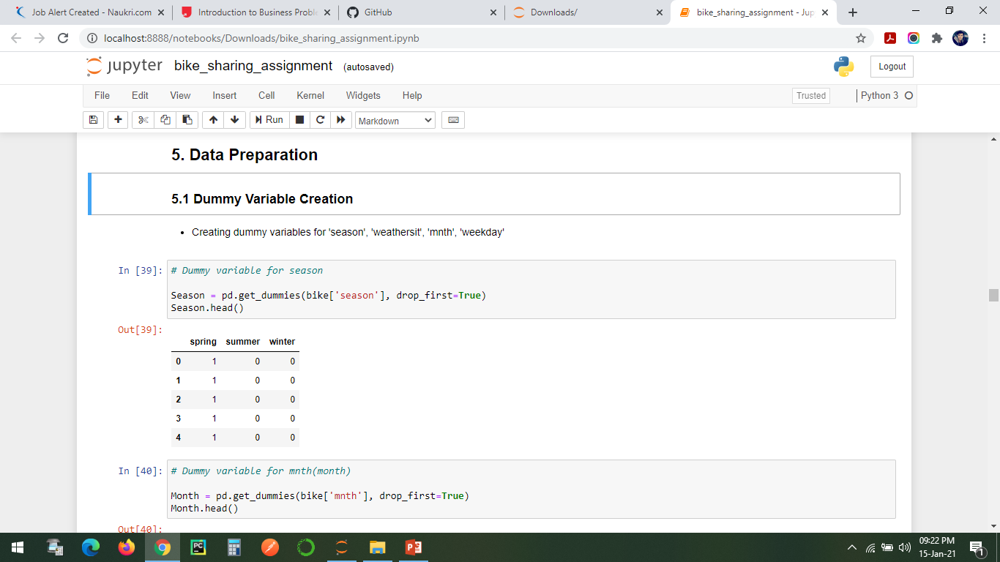 Job Alert Created - Naukri.com
Introduction to Business Proble
GitHub
Downloads/
bike_sharing_assignment - Jup
localhost:8888/notebooks/Downloads/bike_sharing_assignment.ipynb
jupyter bike_sharing_assignment (autosaved)
Logout
File Edit View Insert Cell Kernel Widgets Help
Trusted
Python 3
Run
Markdown
5. Data Preparation
5.1 Dummy Variable Creation
• Creating dummy variables for 'season', 'weathersit', 'mnth', 'weekday'
In [39]: # Dummy variable for season
Season = pd.get_dummies(bike['season'], drop_first=True)
Season.head()
Out[39]:
spring summer winter
0 1 0 0
1 1 0 0
2 1 0 0
3 1 0 0
4 1 0 0
In [40]: # Dummy variable for mnth(month)
Month = pd.get_dummies(bike['mnth'], drop_first=True)
Month.head()
Out[40]:
PC
09:22 PM
15-Jan-21
1